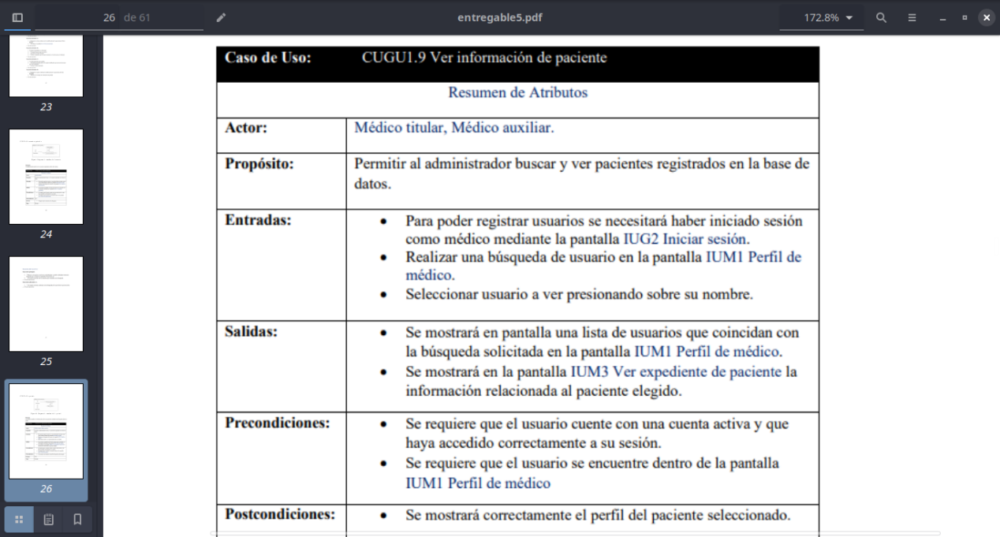 26 de 61
entregable5.pdf
172.8%
23
24
25
26
Caso de Uso: CUGU1.9 Ver información de paciente
Resumen de Atributos
Actor: Médico titular, Médico auxiliar.
Propósito: Permitir al administrador buscar y ver pacientes registrados en la base de
datos.
Entradas: • Para poder registrar usuarios se necesitará haber iniciado sesión
como médico mediante la pantalla IUG2 Iniciar sesión.
• Realizar una búsqueda de usuario en la pantalla IUM1 Perfil de
médico.
• Seleccionar usuario a ver presionando sobre su nombre.
Salidas: • Se mostrará en pantalla una lista de usuarios que coincidan con
la búsqueda solicitada en la pantalla IUM1 Perfil de médico.
• Se mostrará en la pantalla IUM3 Ver expediente de paciente la
información relacionada al paciente elegido.
Precondiciones: • Se requiere que el usuario cuente con una cuenta activa y que
haya accedido correctamente a su sesión.
• Se requiere que el usuario se encuentre dentro de la pantalla
IUM1 Perfil de médico
Postcondiciones: • Se mostrará correctamente el perfil del paciente seleccionado.